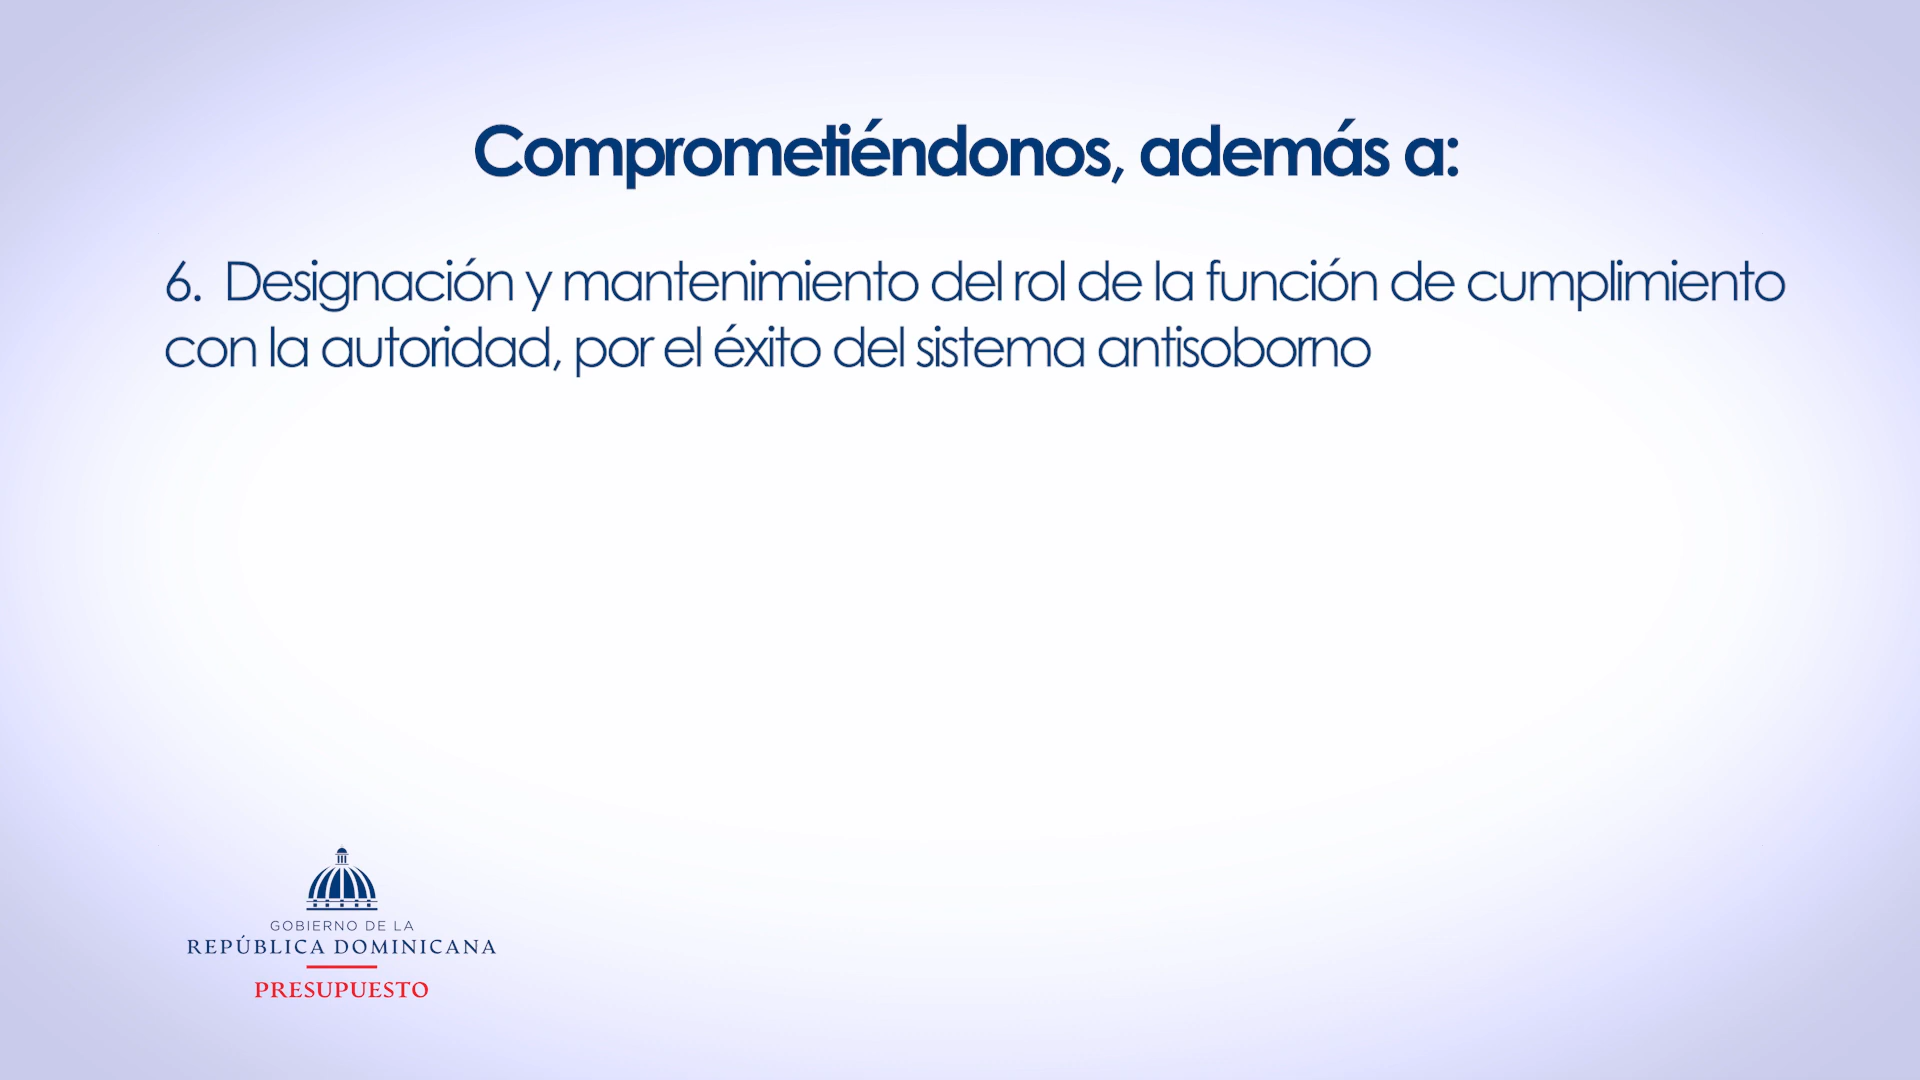 Comprometiéndonos, además a:
6. Designación y mantenimiento del rol de la función de cumplimiento
con la autoridad, por el éxito del sistema antisoborno
GOBIERNO DE LA
REPÚBLICA DOMINICANA
PRESUPUESTO